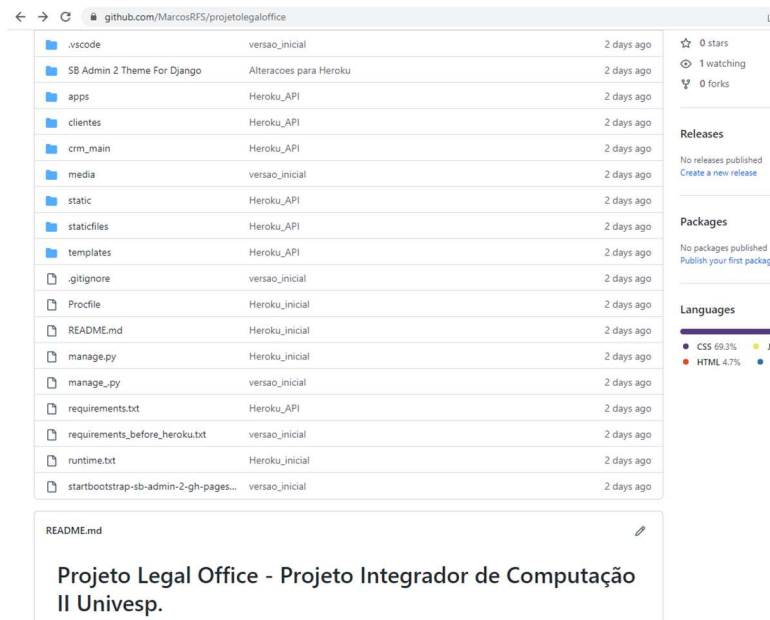 github.com/MarcosRFS/projetolegaloffice
.vscode versao_inicial 2 days ago
SB Admin 2 Theme For Django Alteracoes para Heroku 2 days ago
apps Heroku_API 2 days ago
clientes Heroku_API 2 days ago
crm_main Heroku_API 2 days ago
media versao_inicial 2 days ago
static Heroku_API 2 days ago
staticfiles Heroku_API 2 days ago
templates Heroku_API 2 days ago
.gitignore versao_inicial 2 days ago
Procfile Heroku_inicial 2 days ago
README.md Heroku_inicial 2 days ago
manage.py Heroku_inicial 2 days ago
manage_.py versao_inicial 2 days ago
requirements.txt Heroku_API 2 days ago
requirements_before_heroku.txt versao_inicial 2 days ago
runtime.txt Heroku_inicial 2 days ago
startbootstrap-sb-admin-2-gh-pages... versao_inicial 2 days ago
README.md
Projeto Legal Office - Projeto Integrador de Computação
II Univesp.
0 stars
1 watching
0 forks
Releases
No releases published
Create a new release
Packages
No packages published
Publish your first packag
Languages
CSS 69.3%
HTML 4.7%